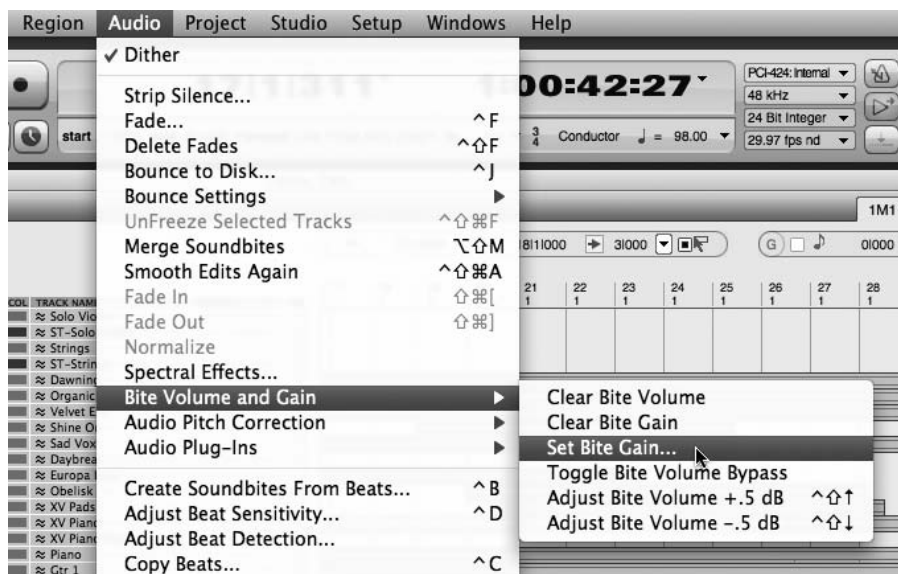 Region Audio Project Studio Setup Windows Help
✓ Dither
Strip Silence...
Fade... ^F
Delete Fades ^⇧F
Bounce to Disk... ^J
Bounce Settings ▶
UnFreeze Selected Tracks ^⇧⌘F
Merge Soundbites ⌥⇧M
Smooth Edits Again ^⇧⌘A
Fade In ⇧⌘[
Fade Out ⇧⌘]
Normalize
Spectral Effects...
Bite Volume and Gain ▶
Audio Pitch Correction ▶
Audio Plug-Ins ▶
Create Soundbites From Beats... ^B
Adjust Beat Sensitivity... ^D
Adjust Beat Detection...
Copy Beats... ^C
Clear Bite Volume
Clear Bite Gain
Set Bite Gain...
Toggle Bite Volume Bypass
Adjust Bite Volume +.5 dB ^⇧↑
Adjust Bite Volume -.5 dB ^⇧↓
00:42:27
PCI-424: Internal
48 kHz
24 Bit Integer
29.97 fps nd
start
3/4 Conductor ♩ = 98.00
1M1
8|1|000 3|000 G 0|000
21 22 23 24 25 26 27 28
1 1 1 1 1 1 1 1
COL TRACK NAM
Solo Vio
ST-Solo
Strings
ST-Strin
Dawning
Organic
Velvet E
Shine O
Sad Vox
Daybrea
Europa
Obelisk
XV Pads
XV Piano
XV Piano
Piano
Gtr 1